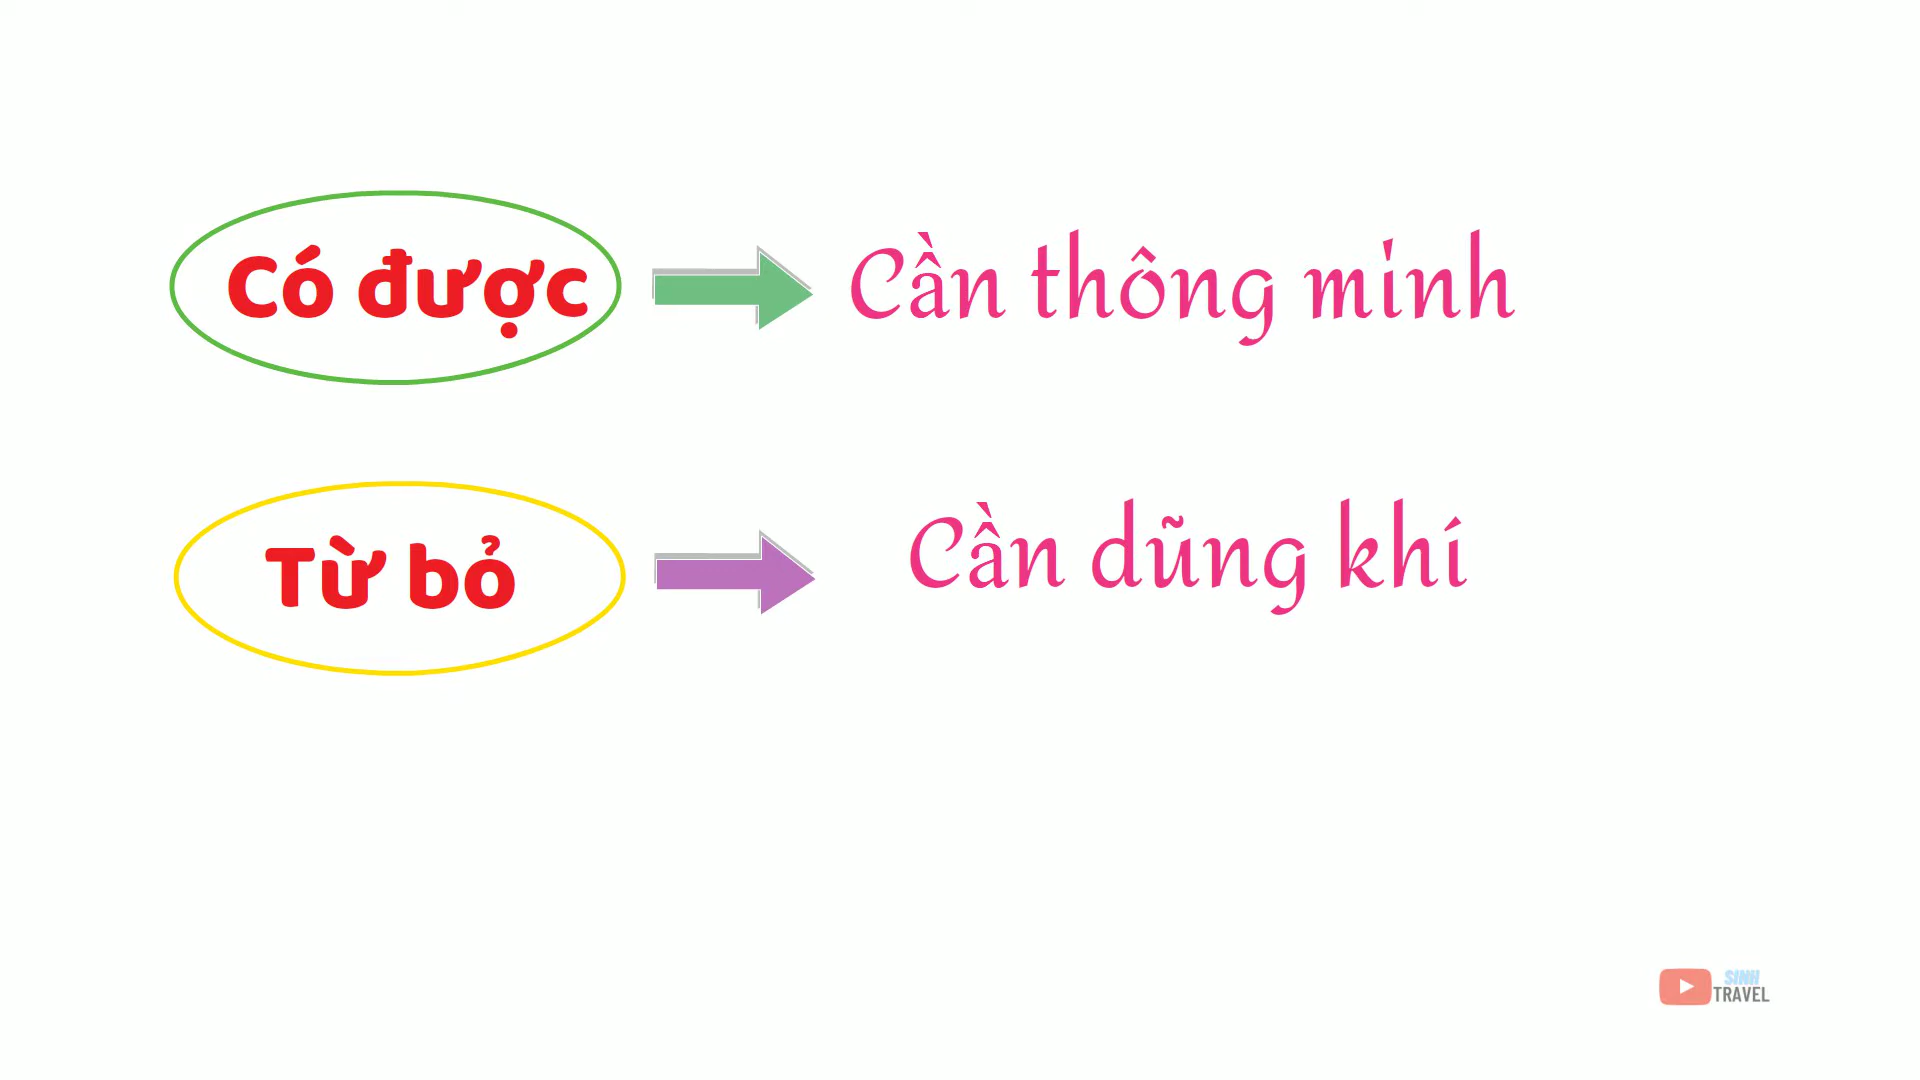 Có được
Cần thông minh
Từ bỏ
Cần dũng khí
SINH
TRAVEL